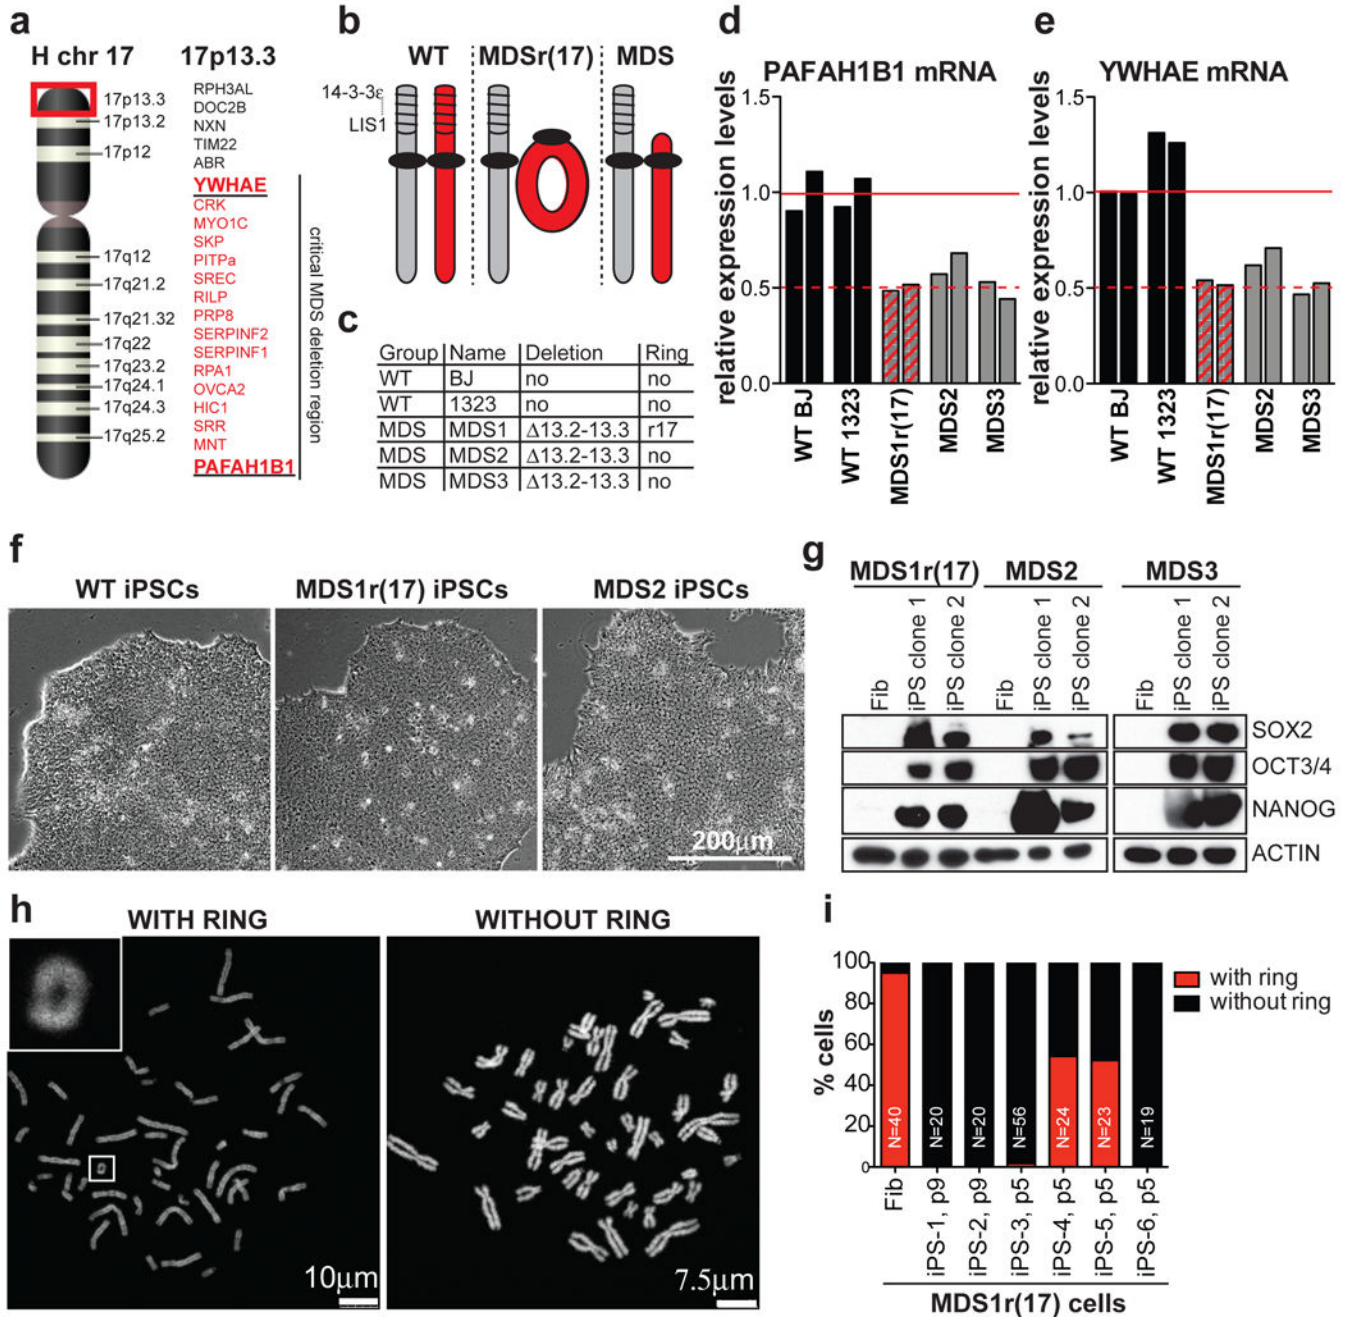 a
H chr 17
17p13.3
17p13.3
17p13.2
17p12
17q12
17q21.2
17q21.32
17q22
17q23.2
17q24.1
17q24.3
17q25.2
RPH3AL
DOC2B
NXN
TIM22
ABR
YWHAE
CRK
MYO1C
SKP
PITPa
SREC
RILP
PRP8
SERPINF2
SERPINF1
RPA1
OVCA2
HIC1
SRR
MNT
PAFAH1B1
critical MDS deletion region
b
WT
MDSr(17)
MDS
14-3-3ε
LIS1
c
Group Name Deletion Ring
WT BJ no no
WT 1323 no no
MDS MDS1 Δ13.2-13.3 r17
MDS MDS2 Δ13.2-13.3 no
MDS MDS3 Δ13.2-13.3 no
d
PAFAH1B1 mRNA
relative expression levels
1.5
1.0
0.5
0.0
WT BJ
WT 1323
MDS1r(17)
MDS2
MDS3
e
YWHAE mRNA
relative expression levels
1.5
1.0
0.5
0.0
WT BJ
WT 1323
MDS1r(17)
MDS2
MDS3
f
WT iPSCs
MDS1r(17) iPSCs
MDS2 iPSCs
200μm
g
MDS1r(17)
MDS2
MDS3
Fib
iPS clone 1
iPS clone 2
Fib
iPS clone 1
iPS clone 2
Fib
iPS clone 1
iPS clone 2
SOX2
OCT3/4
NANOG
ACTIN
h
WITH RING
WITHOUT RING
10μm
7.5μm
i
% cells
100
80
60
40
20
0
N=40
N=20
N=20
N=56
N=24
N=23
N=19
with ring
without ring
Fib
iPS-1, p9
iPS-2, p9
iPS-3, p5
iPS-4, p5
iPS-5, p5
iPS-6, p5
MDS1r(17) cells